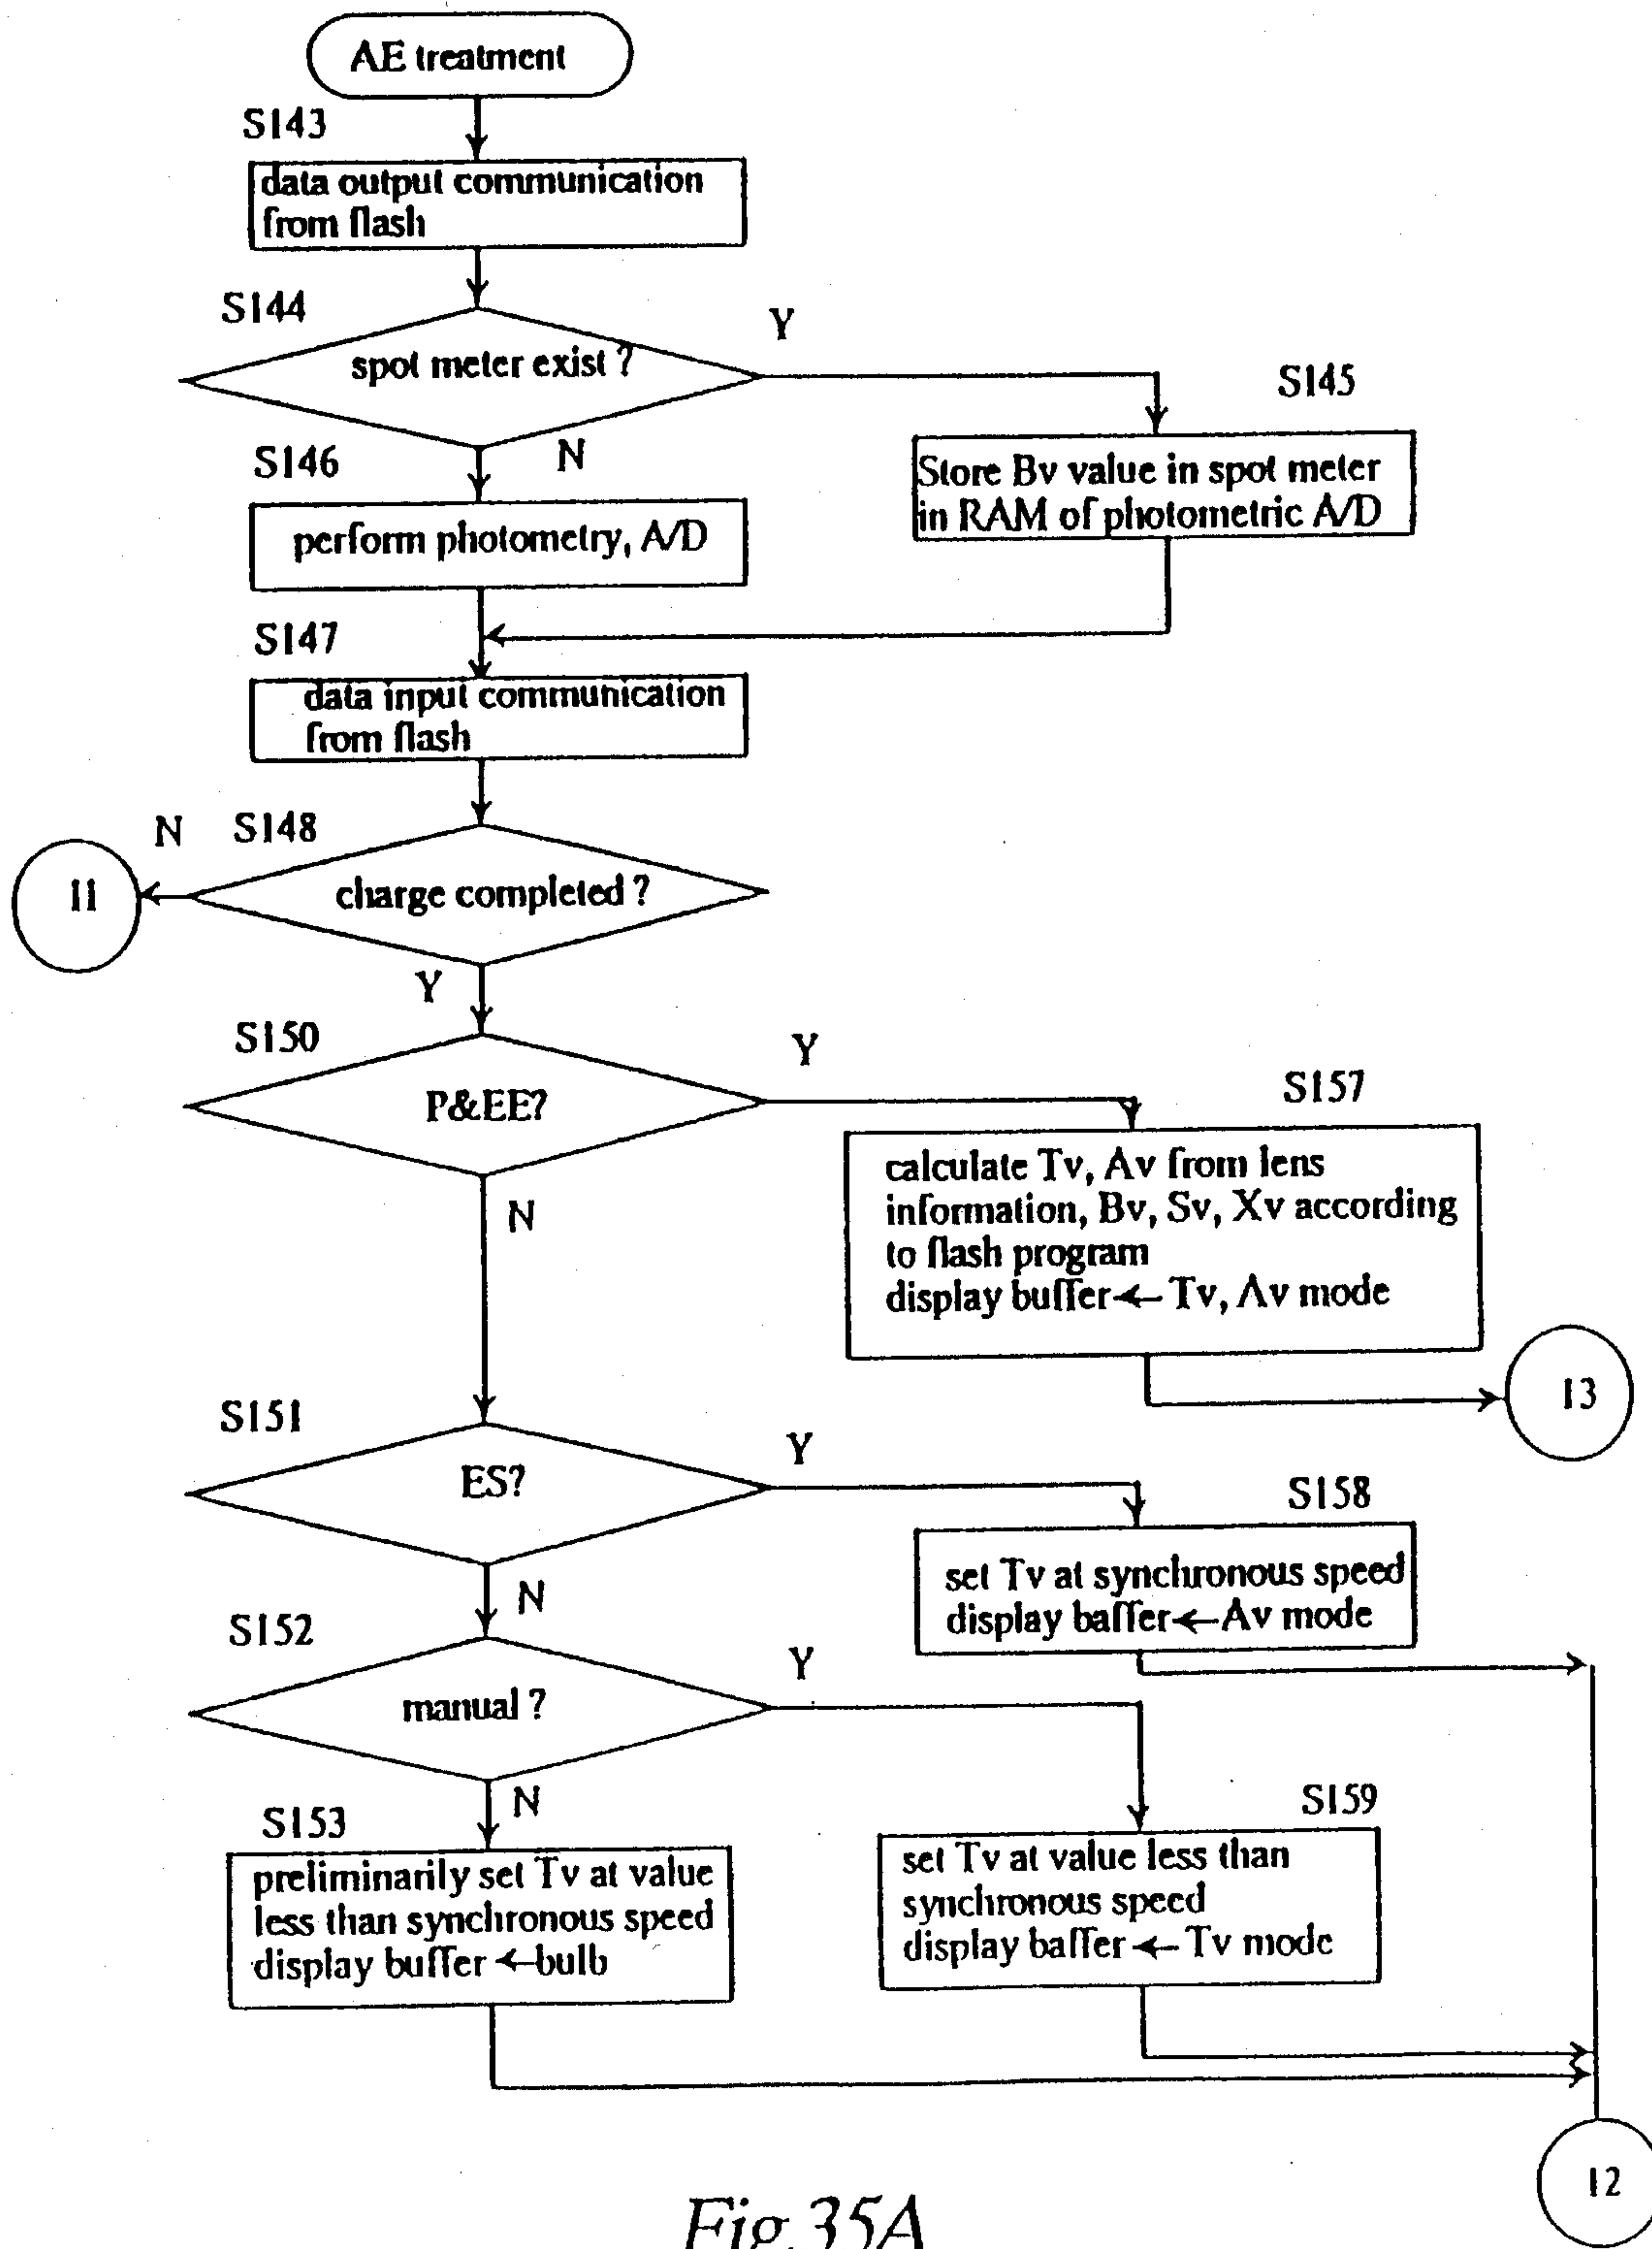 AE treatment
S143
data output communication
from flash
S144
spot meter exist ?
Y
S145
Store Bv value in spot meter
in RAM of photometric A/D
N
S146
perform photometry, A/D
S147
data input communication
from flash
N
S148
11
charge completed ?
Y
S150
P&EE?
Y
S157
calculate Tv, Av from lens
information, Bv, Sv, Xv according
to flash program
display buffer ← Tv, Av mode
N
13
S151
ES?
Y
S158
set Tv at synchronous speed
display baffer ← Av mode
N
S152
manual ?
Y
S159
set Tv at value less than
synchronous speed
display baffer ← Tv mode
N
S153
preliminarily set Tv at value
less than synchronous speed
display buffer ← bulb
12
Fig.35A